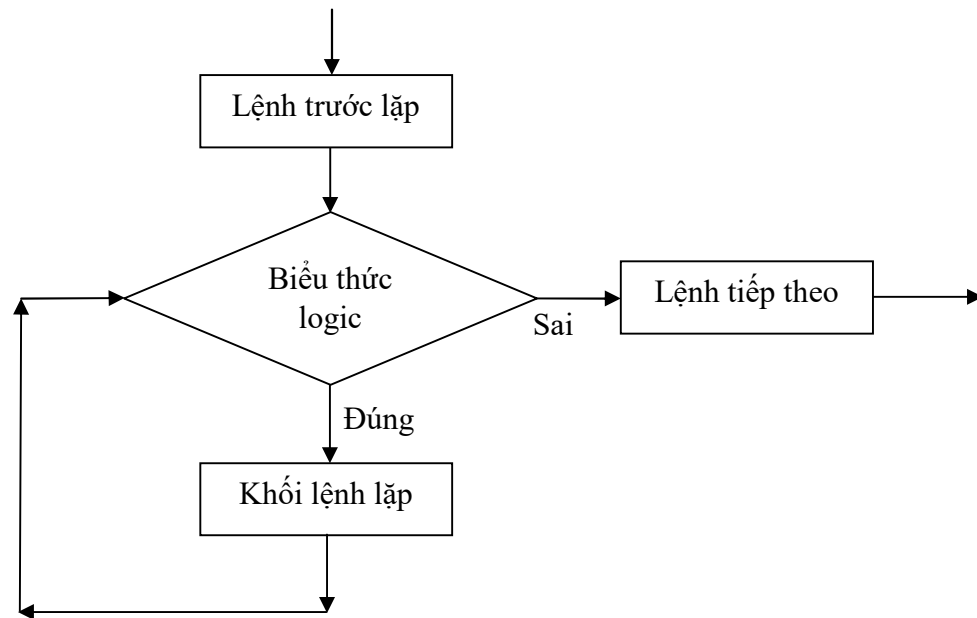 Lệnh trước lặp
Biểu thức
logic
Lệnh tiếp theo
Sai
Đúng
Khối lệnh lặp